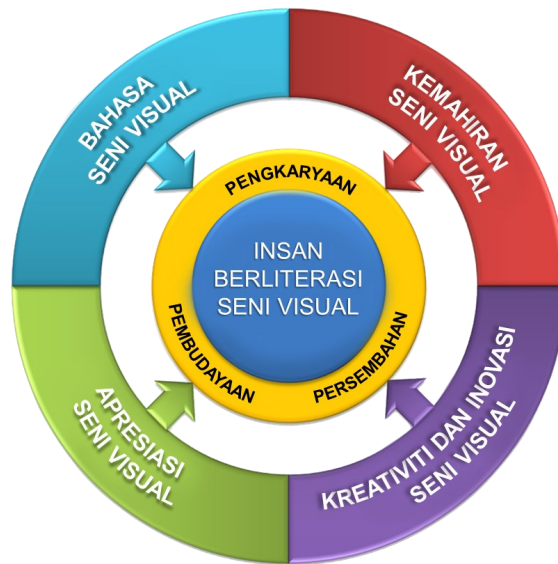 BAHASA
SENI VISUAL
KEMAHIRAN
SENI VISUAL
PENGKARYAAN
INSAN
BERLITERASI
SENI VISUAL
PEMBUDAYAAN
PERSEMBAHAN
APRESIASI
SENI VISUAL
KREATIVITI DAN INOVASI
SENI VISUAL